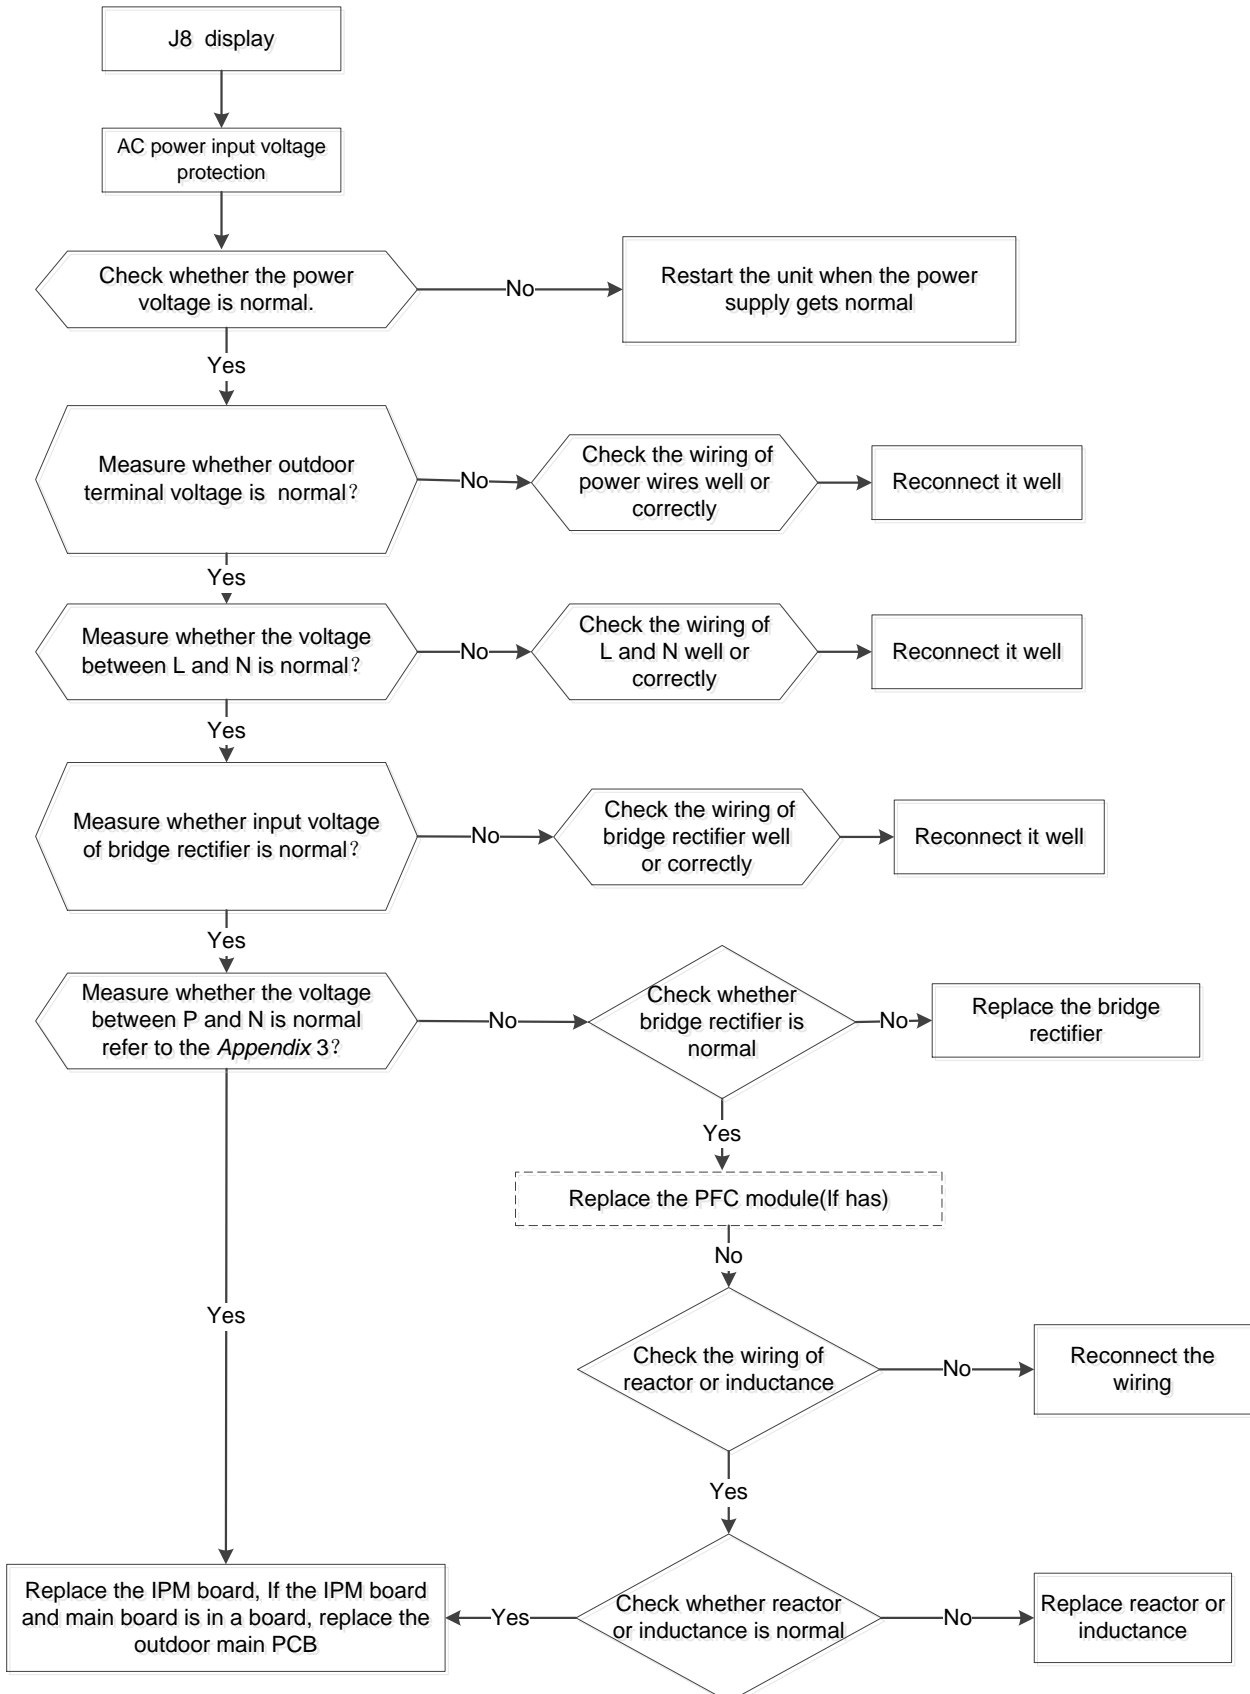 J8 display
AC power input voltage
protection
Check whether the power
voltage is normal.
No
Restart the unit when the power
supply gets normal
Yes
Measure whether outdoor
terminal voltage is normal？
No
Check the wiring of
power wires well or
correctly
Reconnect it well
Yes
Measure whether the voltage
between L and N is normal？
No
Check the wiring of
L and N well or
correctly
Reconnect it well
Yes
Measure whether input voltage
of bridge rectifier is normal？
No
Check the wiring of
bridge rectifier well
or correctly
Reconnect it well
Yes
Measure whether the voltage
between P and N is normal
refer to the Appendix 3？
No
Check whether
bridge rectifier is
normal
No
Replace the bridge
rectifier
Yes
Replace the PFC module(If has)
No
Yes
Check the wiring of
reactor or inductance
No
Reconnect the
wiring
Yes
Replace the IPM board, If the IPM board
and main board is in a board, replace the
outdoor main PCB
Yes
Check whether reactor
or inductance is normal
No
Replace reactor or
inductance